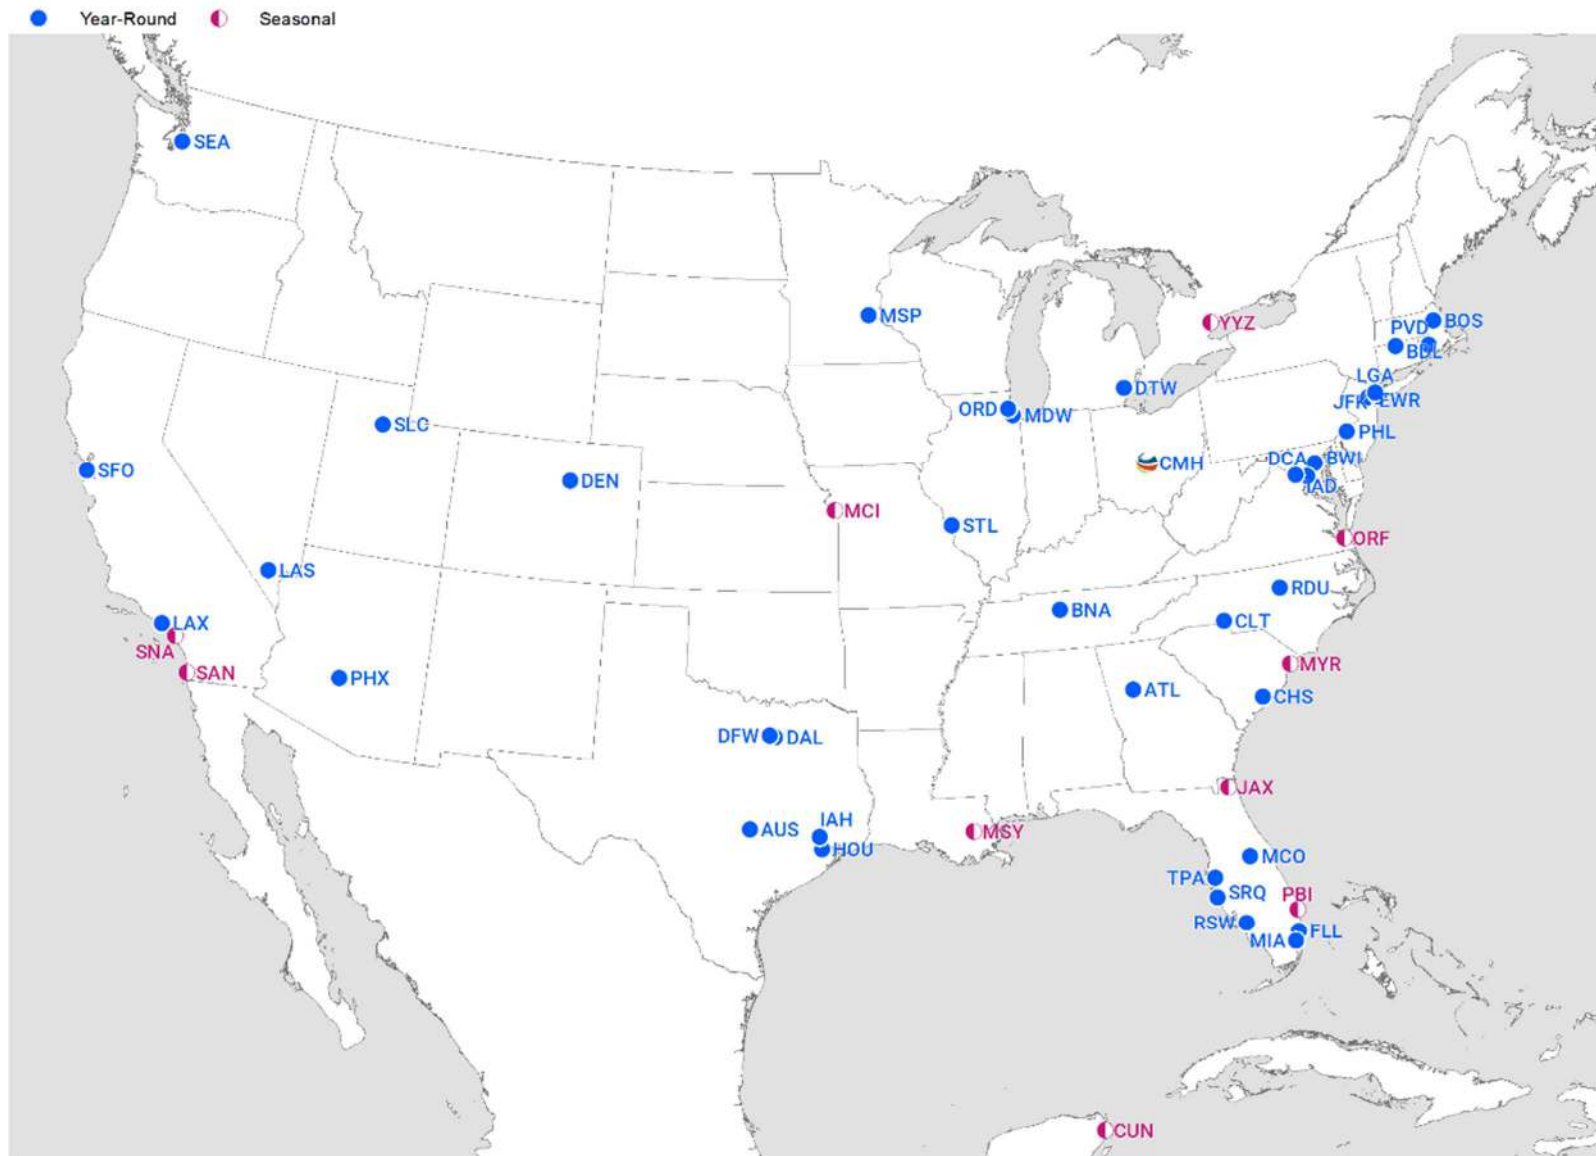 Year-Round Seasonal
SEA
MSP
YYZ
PVD BOS
BDL
LGA
DTW
JFK EWR
ORD MDW
SLC
PHL
SFO
CMH
DCA BWI
DEN
IAD
MCI
STL
ORF
LAS
RDU
BNA
LAX
CLT
SNA
SAN
MYR
PHX
ATL
CHS
DFW DAL
JAX
IAH
AUS
MSY
HOU
MCO
TPA
SRQ PBI
RSW
FLL
MIA
CUN